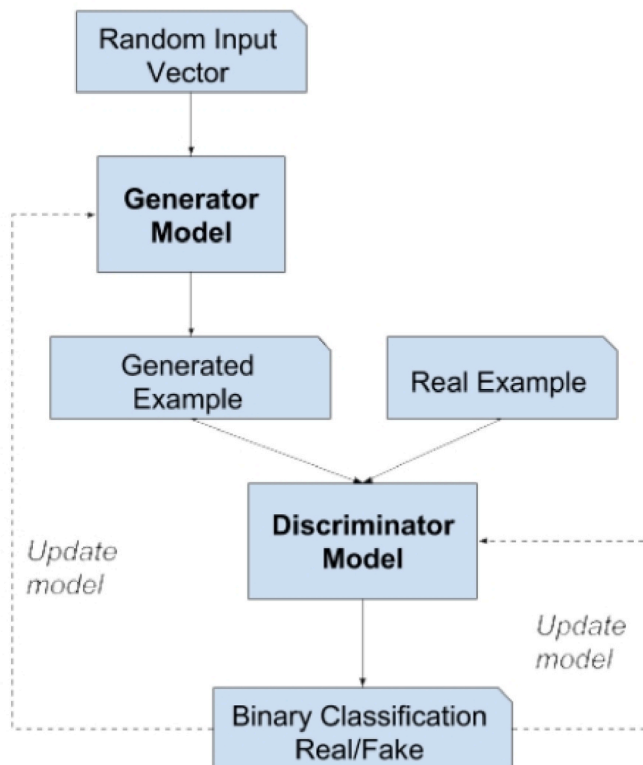 Random Input
Vector
Generator
Model
Generated
Example
Real Example
Discriminator
Model
Update
model
Update
model
Binary Classification
Real/Fake